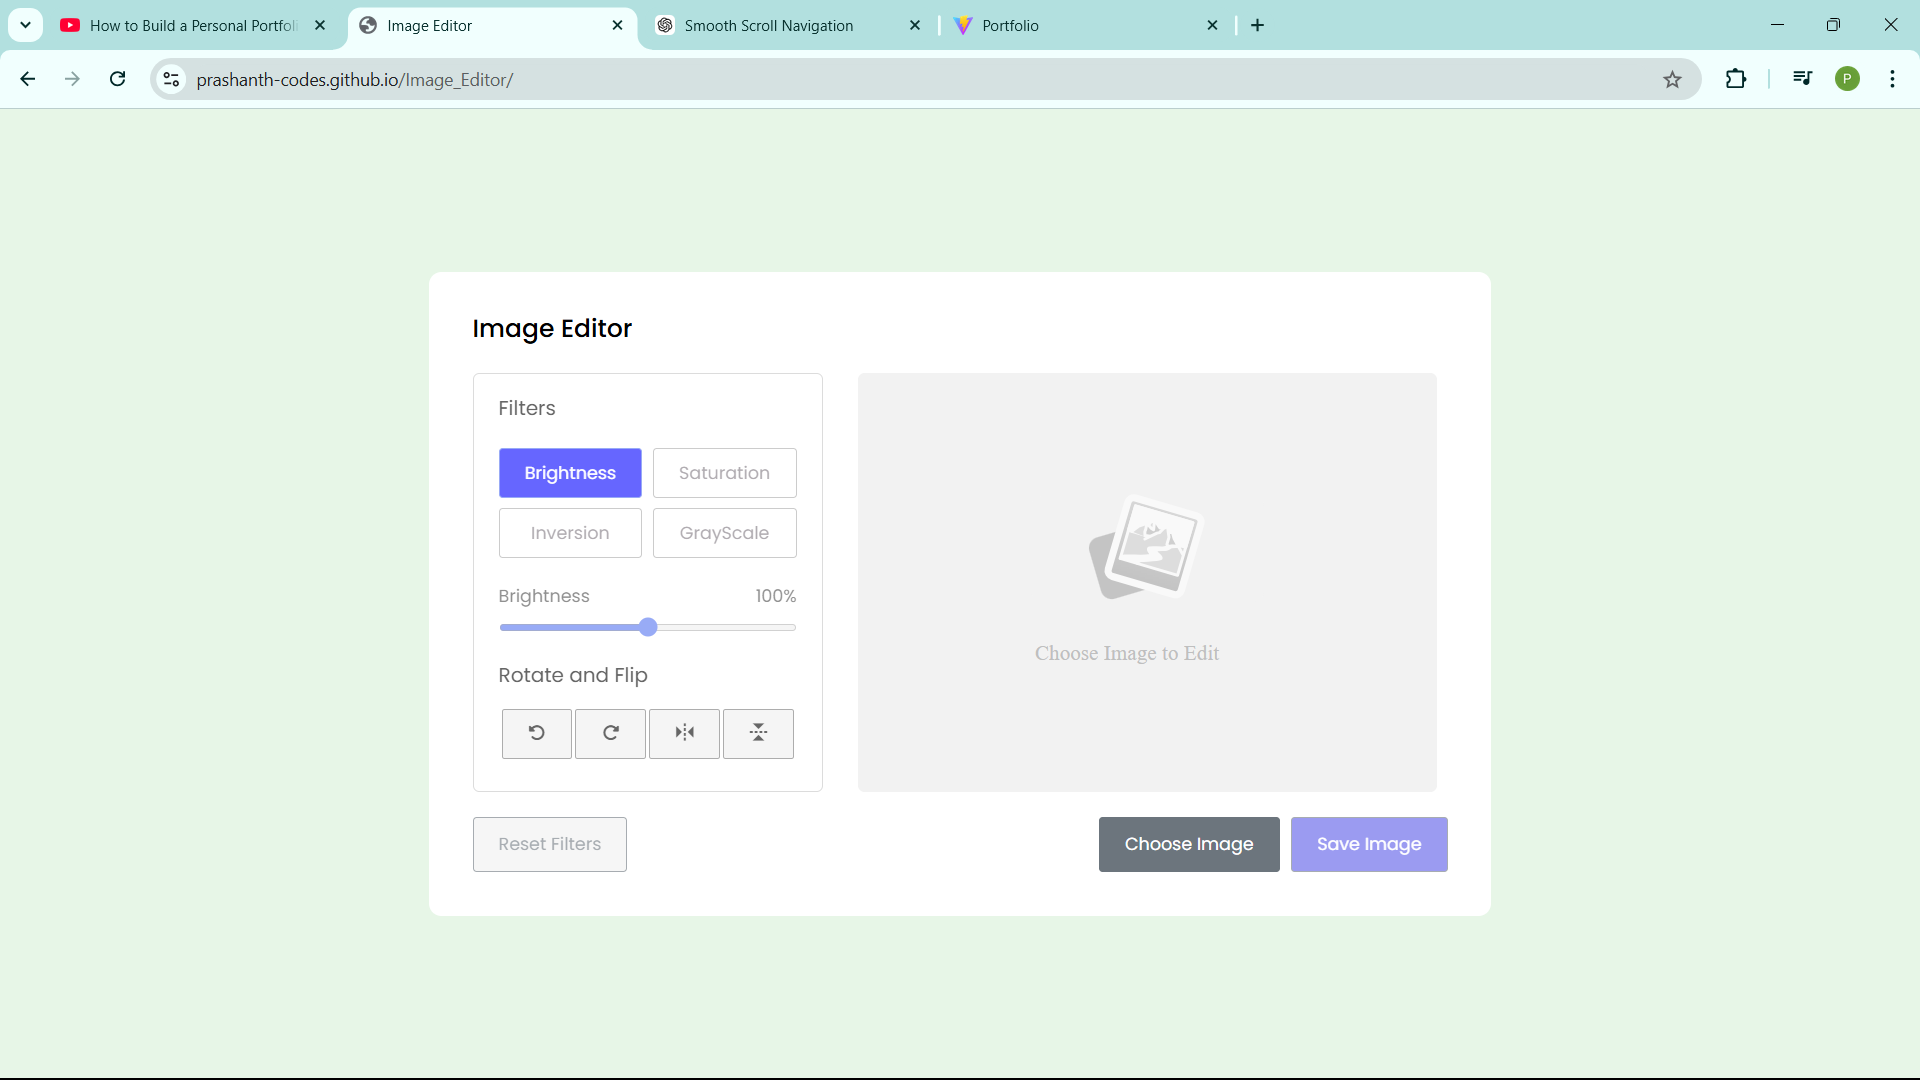 How to Build a Personal Portfoli
Image Editor
Smooth Scroll Navigation
Portfolio
prashanth-codes.github.io/Image_Editor/
P
Image Editor
Filters
Brightness Saturation
Inversion GrayScale
Brightness 100%
Rotate and Flip
Choose Image to Edit
Reset Filters
Choose Image
Save Image